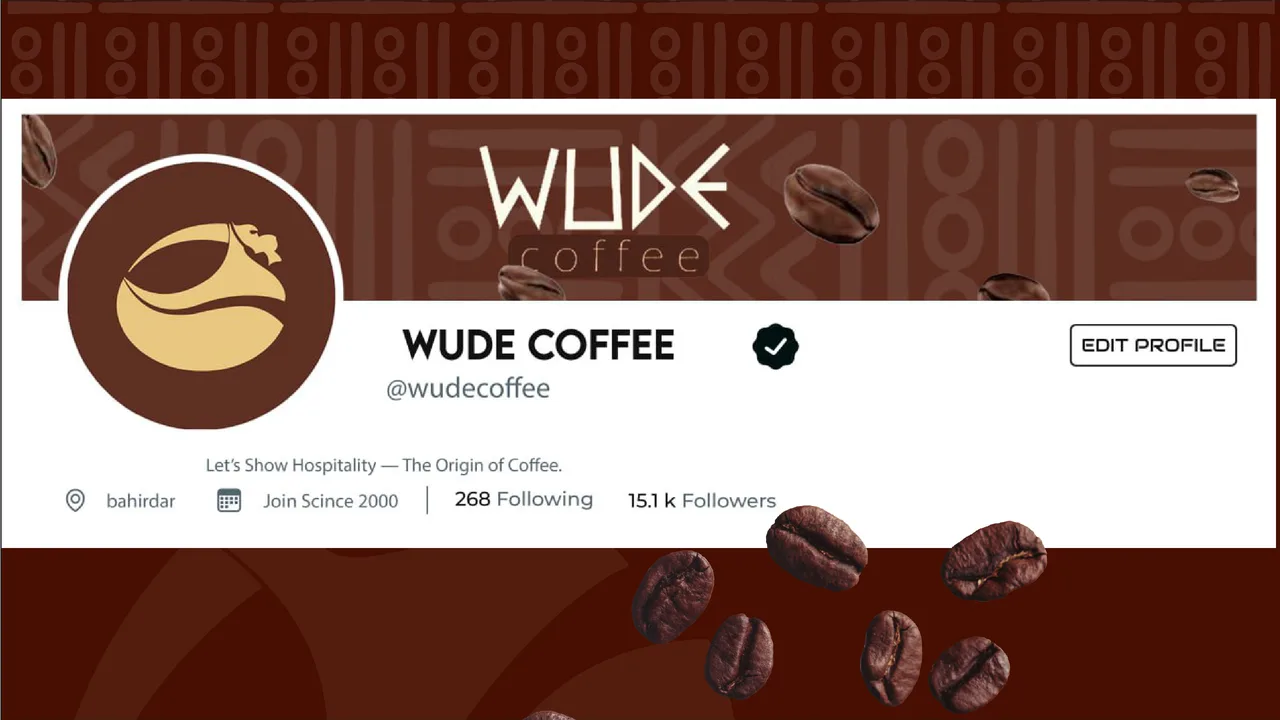 WUDE
coffee
WUDE COFFEE
EDIT PROFILE
@wudecoffee
Let's Show Hospitality — The Origin of Coffee.
bahirdar Join Scince 2000 268 Following 15.1 k Followers